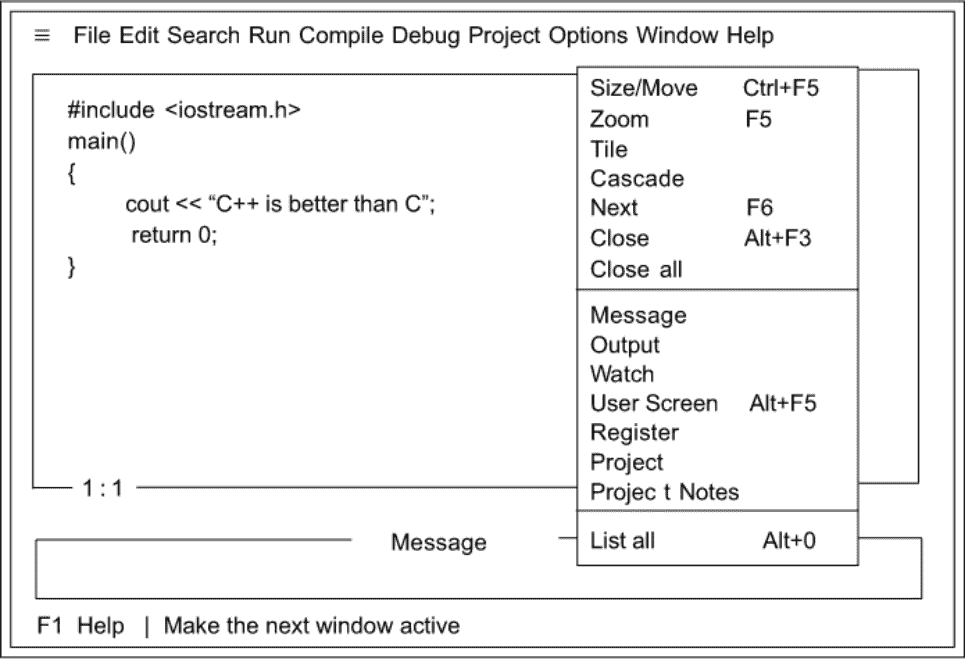 ≡ File Edit Search Run Compile Debug Project Options Window Help
#include <iostream.h>
main()
{
cout << “C++ is better than C”;
return 0;
}
1 : 1
Size/Move Ctrl+F5
Zoom F5
Tile
Cascade
Next F6
Close Alt+F3
Close all
Message
Output
Watch
User Screen Alt+F5
Register
Project
Projec t Notes
List all Alt+0
Message
F1 Help | Make the next window active